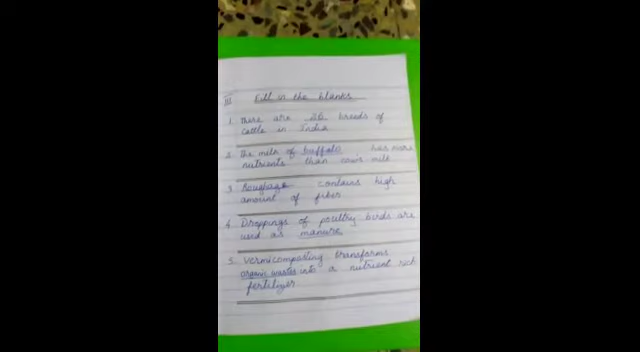 III Fill in the blanks
1. There are 26 breeds of
cattle in India
2. The milk of buffalo has more
nutrients than cow's milk
3. Roughage contains high
amount of fiber
4. Droppings of poultry birds are
used as manure
5. Vermicomposting transforms
organic wastes into a nutrient rich
fertilizer